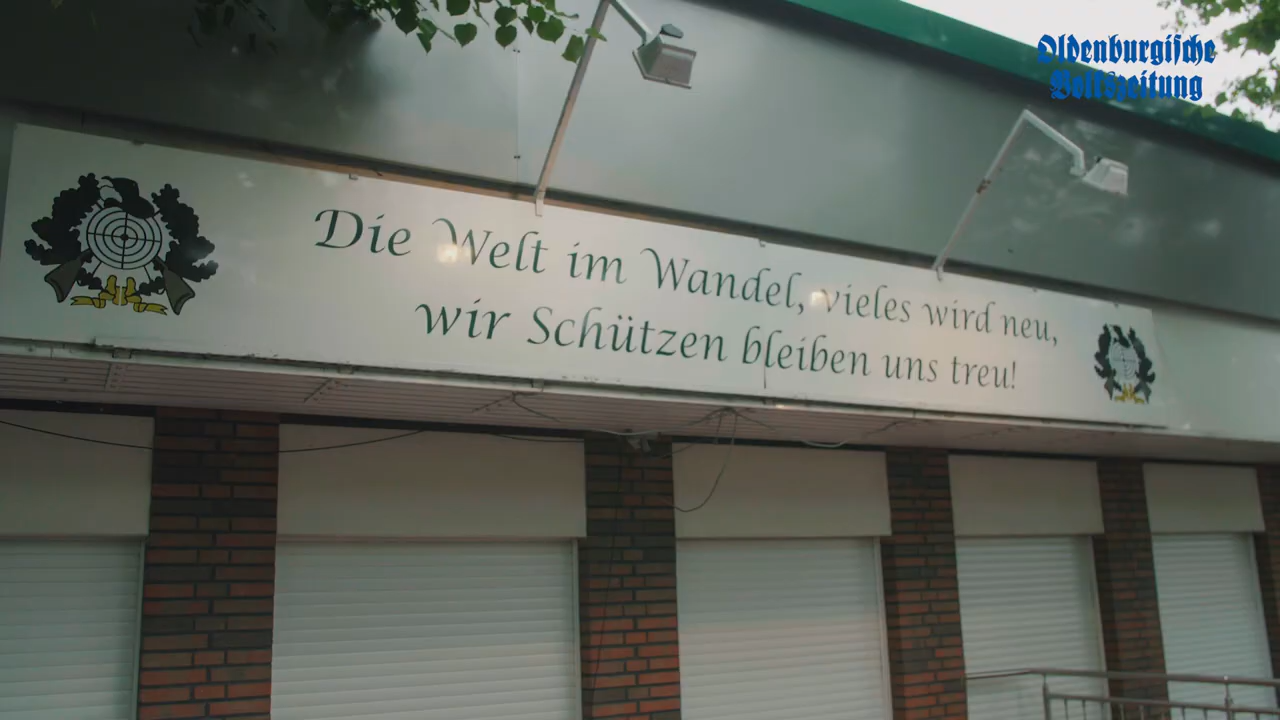 Oldenburgische
Volkszeitung
Die Welt im Wandel, vieles wird neu,
wir Schützen bleiben uns treu!